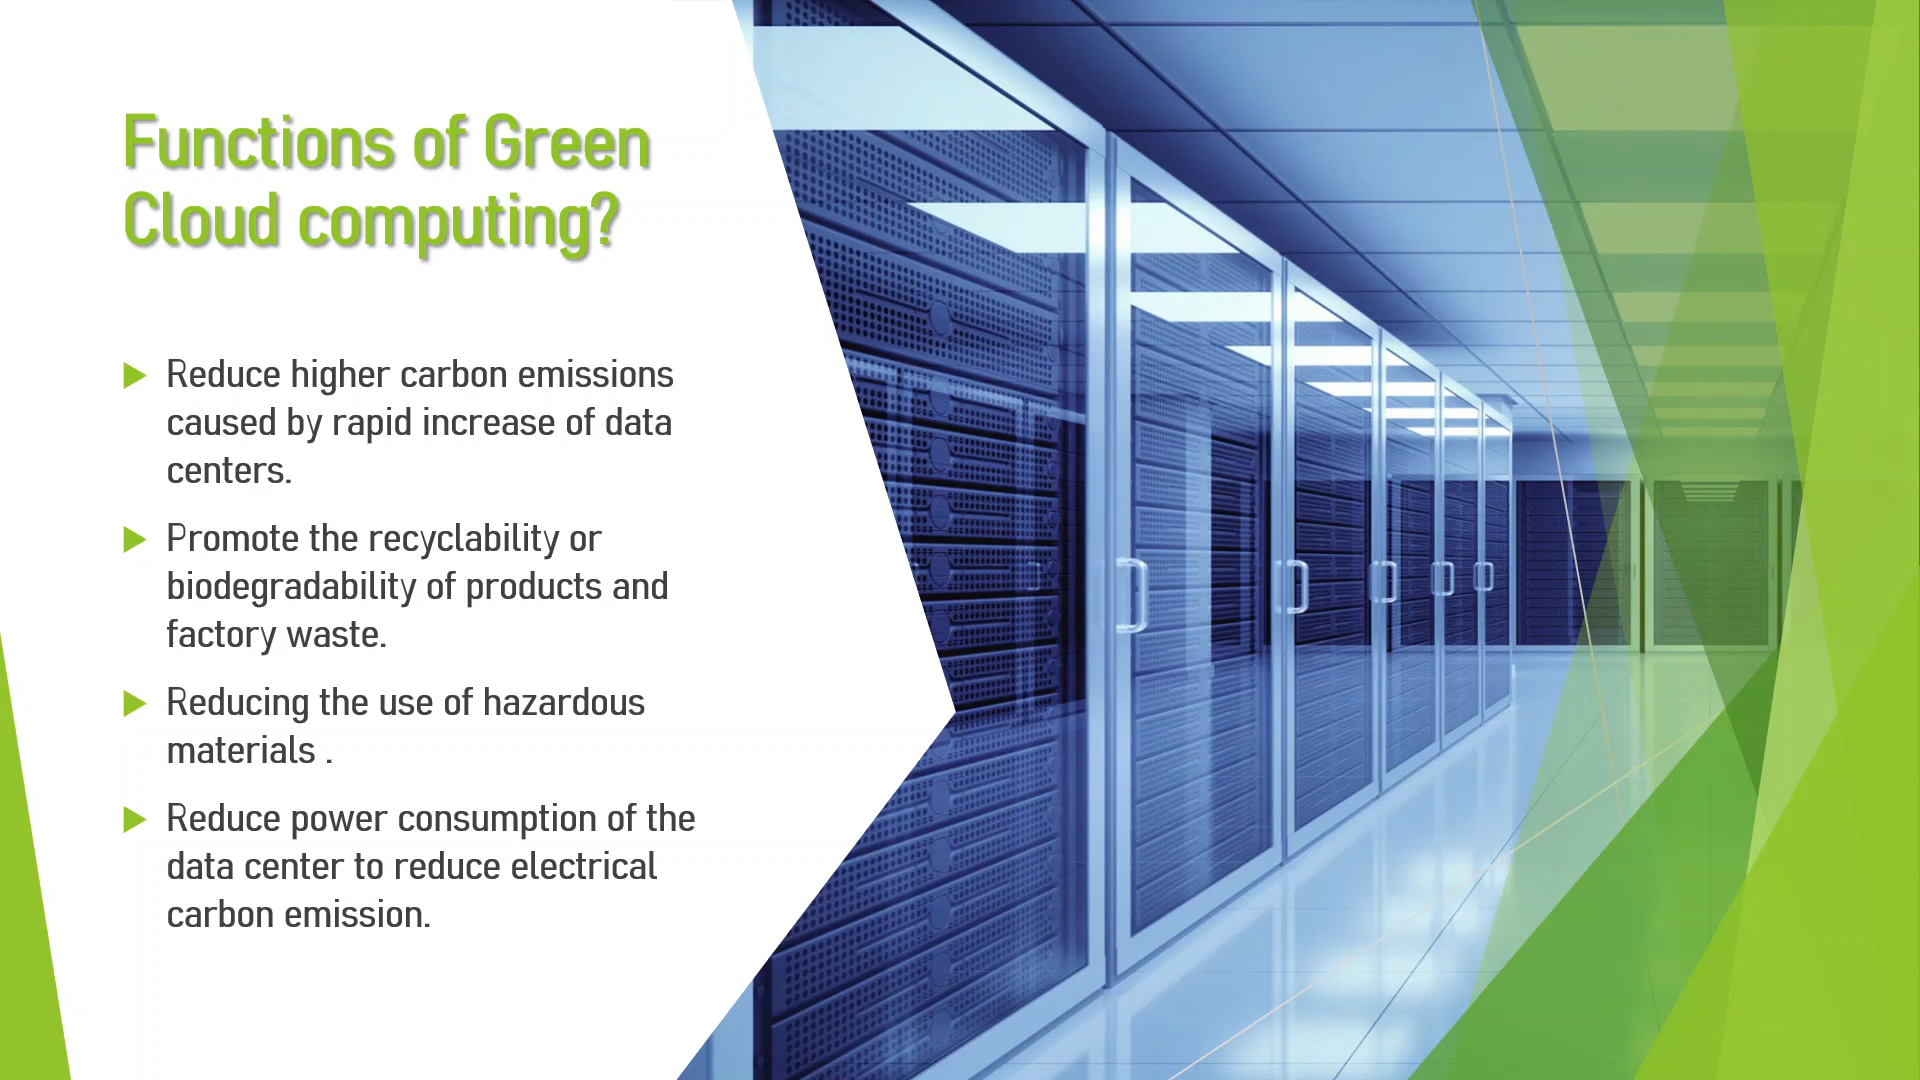 Functions of Green
Cloud computing?
Reduce higher carbon emissions
caused by rapid increase of data
centers.
Promote the recyclability or
biodegradability of products and
factory waste.
Reducing the use of hazardous
materials .
Reduce power consumption of the
data center to reduce electrical
carbon emission.